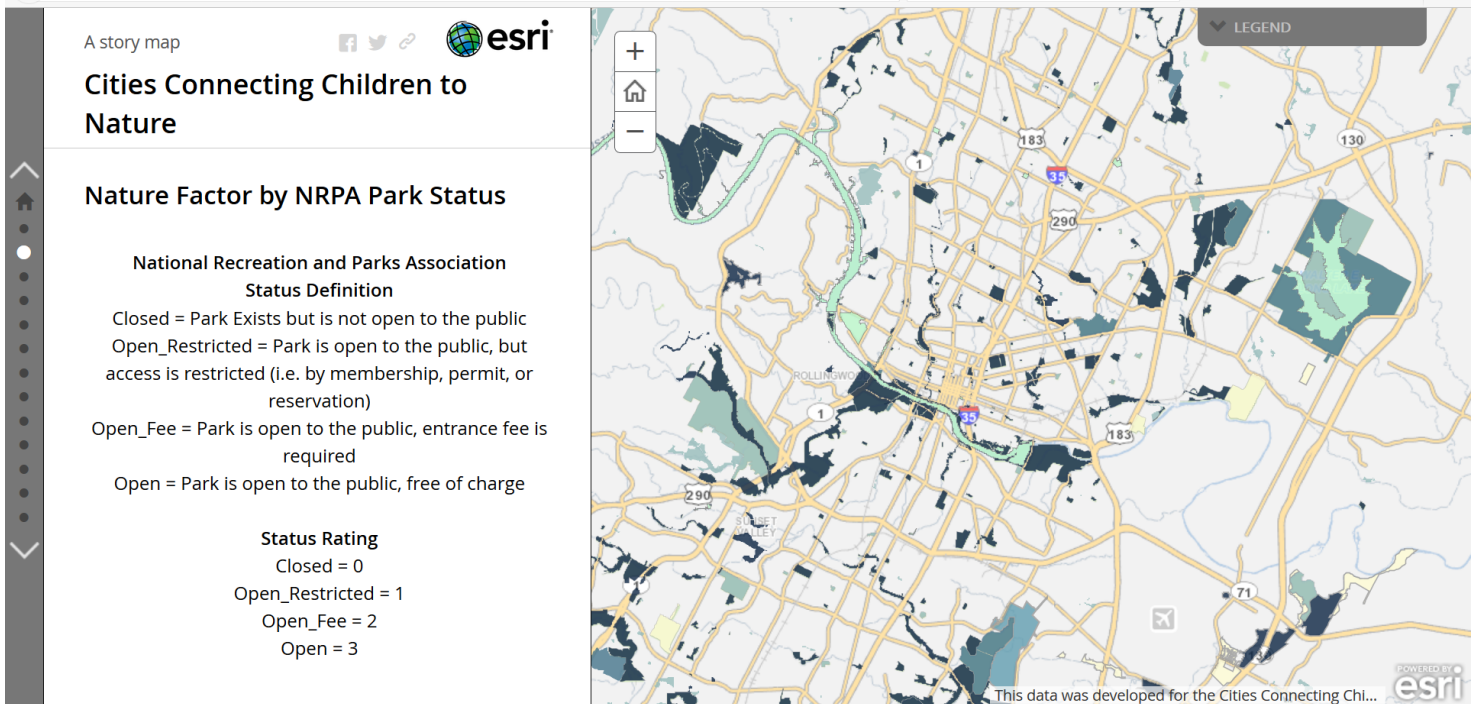 A story map
esri
Cities Connecting Children to
Nature
Nature Factor by NRPA Park Status
National Recreation and Parks Association
Status Definition
Closed = Park Exists but is not open to the public
Open_Restricted = Park is open to the public, but
access is restricted (i.e. by membership, permit, or
reservation)
Open_Fee = Park is open to the public, entrance fee is
required
Open = Park is open to the public, free of charge
Status Rating
Closed = 0
Open_Restricted = 1
Open_Fee = 2
Open = 3
LEGEND
183
130
1
35
290
1
35
183
290
SUNSET
VALLEY
71
POWERED BY
esri
This data was developed for the Cities Connecting Chi...